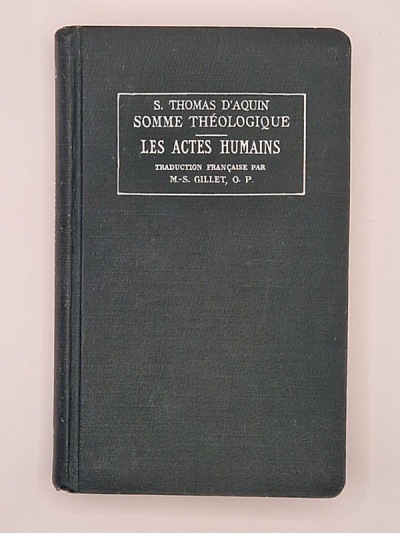 S. THOMAS D'AQUIN
SOMME THÉOLOGIQUE
LES ACTES HUMAINS
TRADUCTION FRANÇAISE PAR
M.-S. GILLET, O. P.